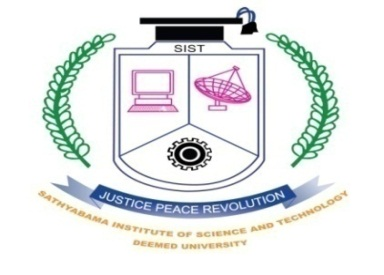 SIST
JUSTICE PEACE REVOLUTION
SATHYABAMA INSTITUTE OF SCIENCE AND TECHNOLOGY
DEEMED UNIVERSITY